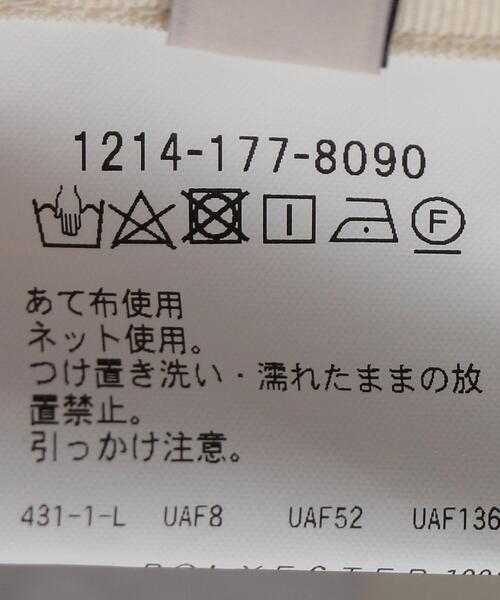 1214-177-8090
F
あて布使用
ネット使用。
つけ置き洗い・濡れたままの放
置禁止。
引っかけ注意。
431-1-L UAF8 UAF52 UAF136